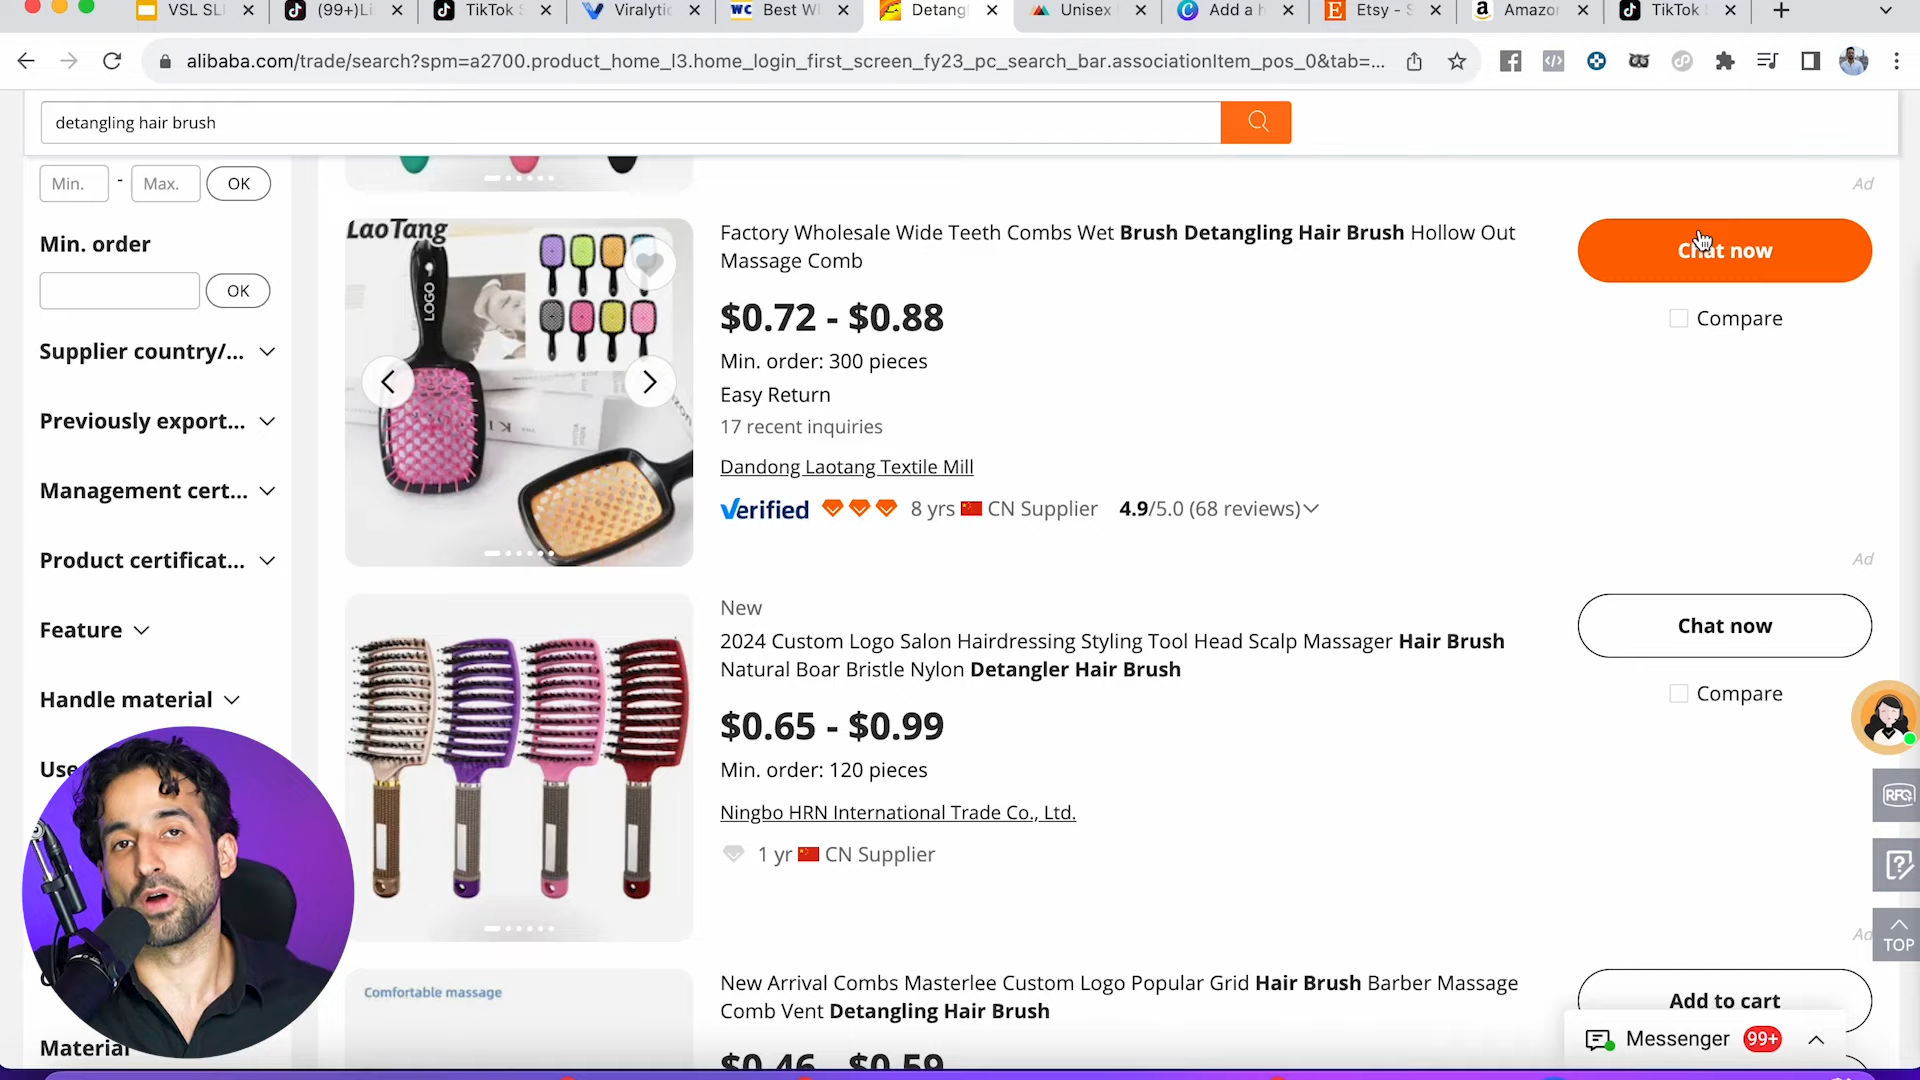 VSL SLI
(99+) Li
TikTok S
Viralytic
Best W
Detangl
Unisex
Add a h
Etsy - S
Amazon
TikTok
alibaba.com/trade/search?spm=a2700.product_home_l3.home_login_first_screen_fy23_pc_search_bar.associationItem_pos_0&tab=...
detangling hair brush
Min. - Max. OK
Min. order
OK
Supplier country/...
Previously export...
Management cert...
Product certificat...
Feature
Handle material
Use
Material
Ad
LaoTang
LOGO
Factory Wholesale Wide Teeth Combs Wet Brush Detangling Hair Brush Hollow Out
Massage Comb
$0.72 - $0.88
Min. order: 300 pieces
Easy Return
17 recent inquiries
Dandong Laotang Textile Mill
Verified 8 yrs CN Supplier 4.9/5.0 (68 reviews)
Chat now
Compare
Ad
New
2024 Custom Logo Salon Hairdressing Styling Tool Head Scalp Massager Hair Brush
Natural Boar Bristle Nylon Detangler Hair Brush
$0.65 - $0.99
Min. order: 120 pieces
Ningbo HRN International Trade Co., Ltd.
1 yr CN Supplier
Chat now
Compare
RFQ
TOP
Ad
Comfortable massage
New Arrival Combs Masterlee Custom Logo Popular Grid Hair Brush Barber Massage
Comb Vent Detangling Hair Brush
$0.46 - $0.59
Add to cart
Messenger 99+